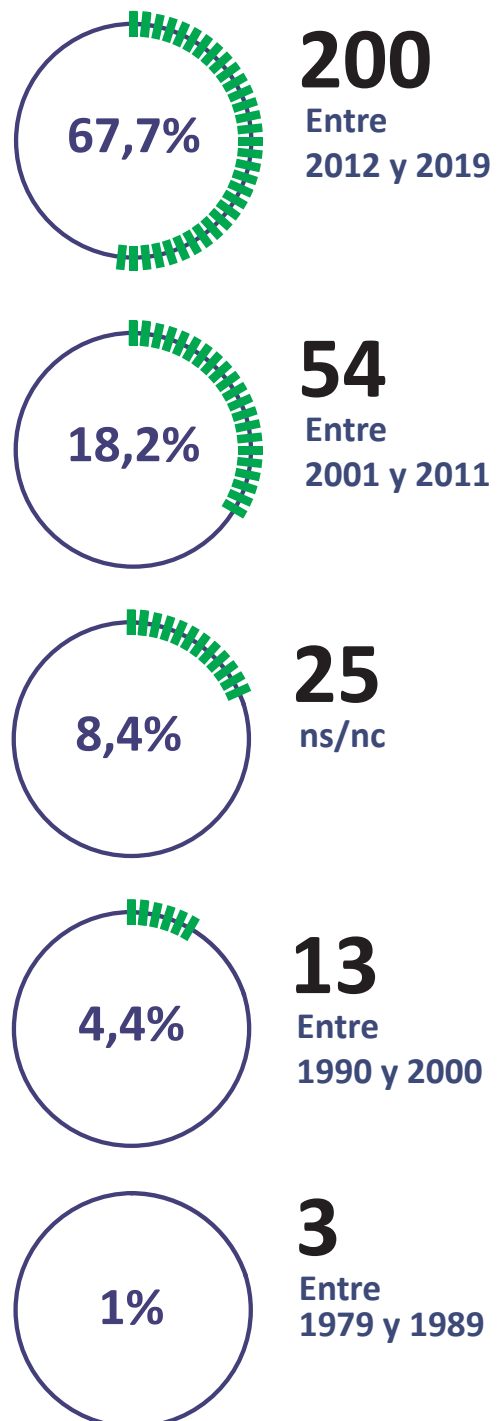 67,7%
200
Entre
2012 y 2019
18,2%
54
Entre
2001 y 2011
8,4%
25
ns/nc
4,4%
13
Entre
1990 y 2000
1%
3
Entre
1979 y 1989